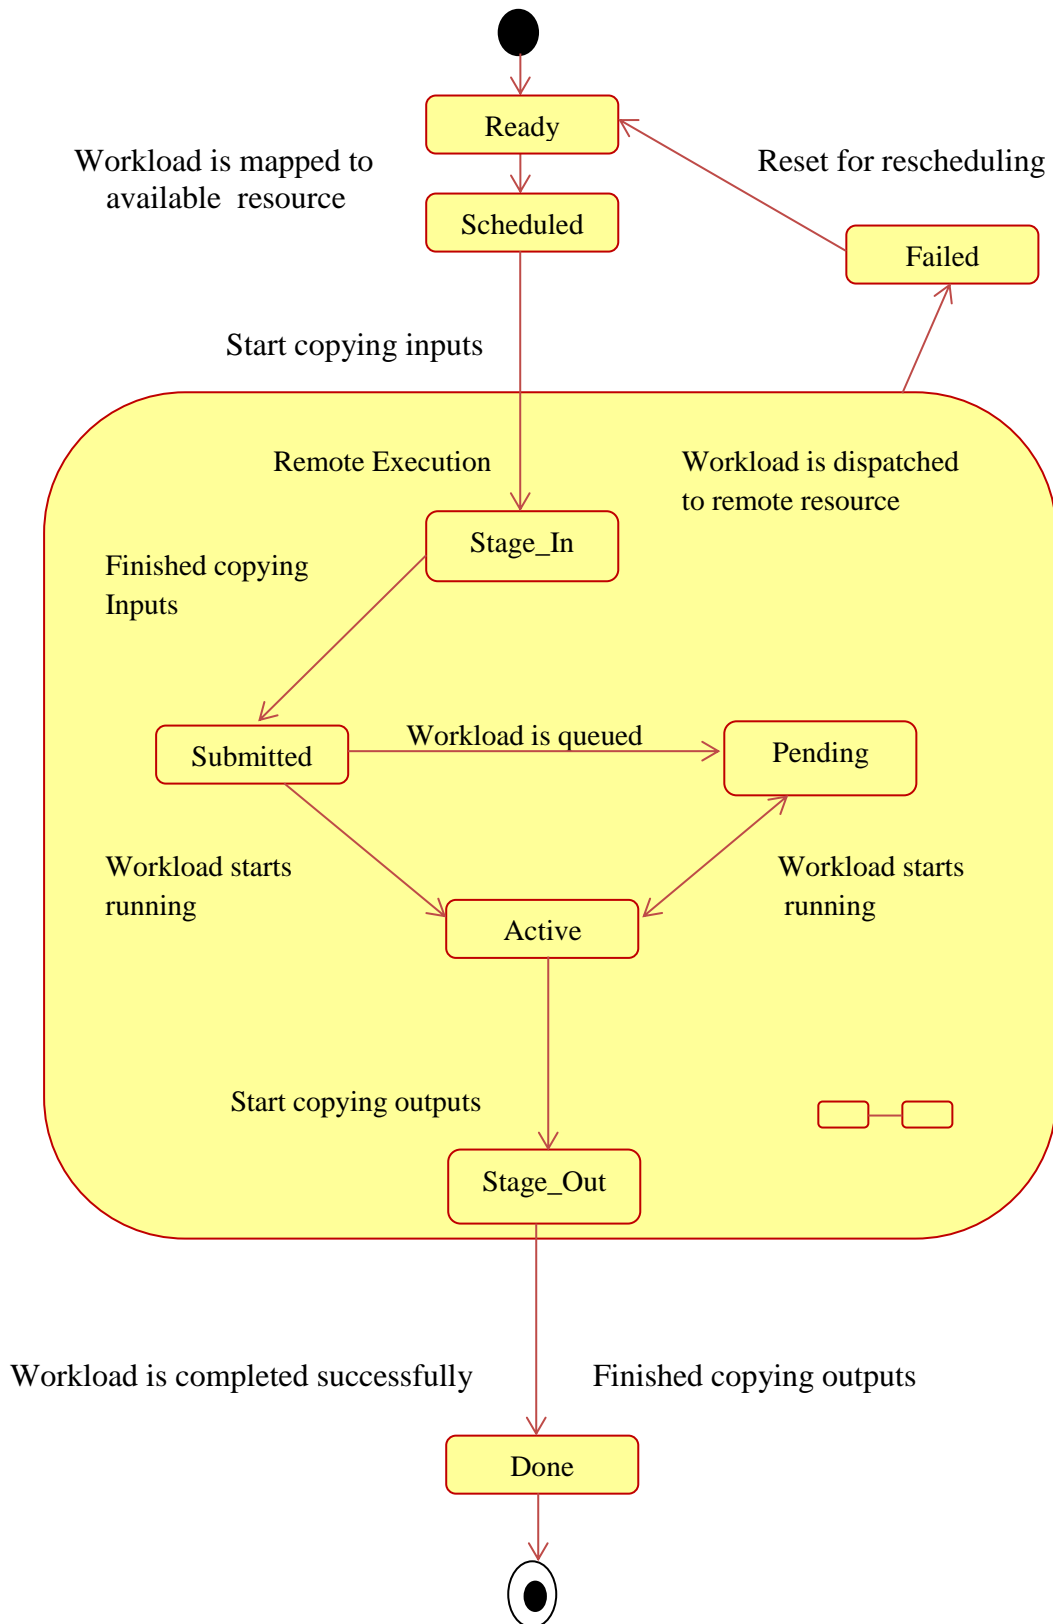 Ready
Workload is mapped to
available  resource
Reset for rescheduling
Scheduled
Failed
Start copying inputs
Remote Execution
Workload is dispatched
to remote resource
Stage_In
Finished copying
Inputs
Submitted
Workload is queued
Pending
Workload starts
running
Workload starts
running
Active
Start copying outputs
Stage_Out
Workload is completed successfully
Finished copying outputs
Done